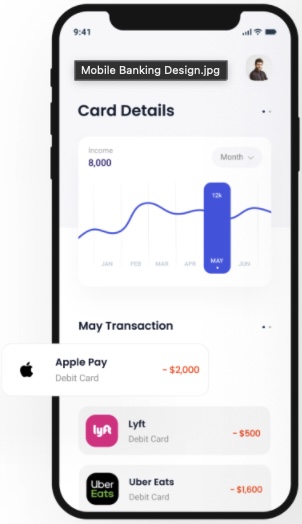 9:41
Mobile Banking Design.jpg
Card Details
Income
8,000
Month
12k
JAN FEB MAR APR MAY JUN
May Transaction
Apple Pay
Debit Card
- $2,000
lyft
Lyft
Debit Card
- $500
Uber
Eats
Uber Eats
Debit Card
- $1,600